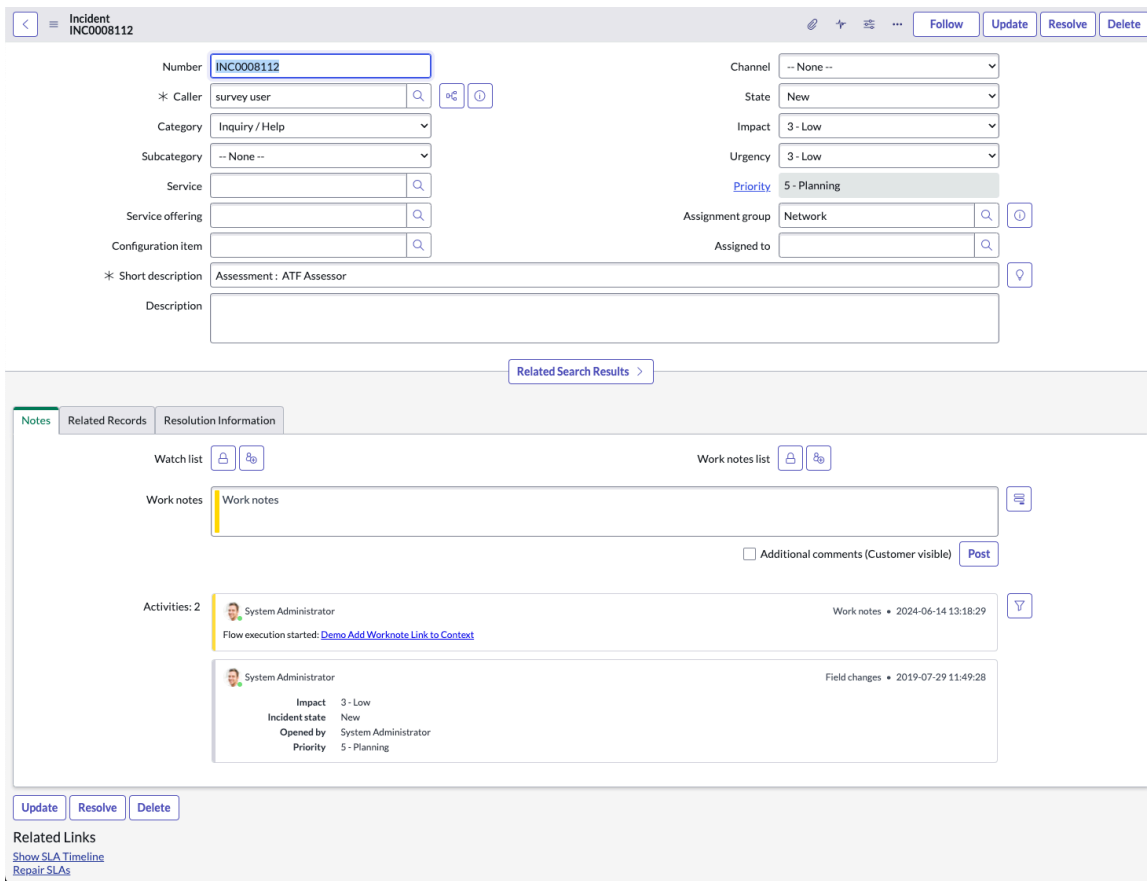 Incident
INC0008112
Follow
Update
Resolve
Delete
Number INC0008112
Channel -- None --
✳ Caller survey user
State New
Category Inquiry / Help
Impact 3 - Low
Subcategory -- None --
Urgency 3 - Low
Service
Priority 5 - Planning
Service offering
Assignment group Network
Configuration item
Assigned to
✳ Short description Assessment : ATF Assessor
Description
Related Search Results
Notes
Related Records
Resolution Information
Watch list
Work notes list
Work notes Work notes
Additional comments (Customer visible)
Post
Activities: 2
System Administrator
Work notes • 2024-06-14 13:18:29
Flow execution started: Demo Add Worknote Link to Context
System Administrator
Field changes • 2019-07-29 11:49:28
Impact 3 - Low
Incident state New
Opened by System Administrator
Priority 5 - Planning
Update
Resolve
Delete
Related Links
Show SLA Timeline
Repair SLAs